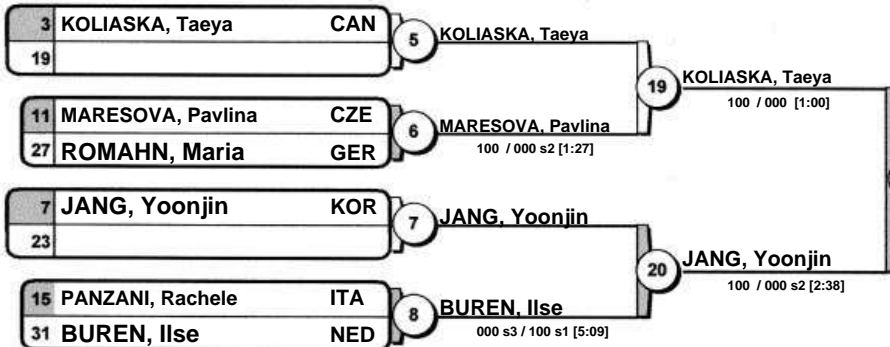 3 KOLIASKA, Taeya CAN
19
5
KOLIASKA, Taeya
11 MARESOVA, Pavlina CZE
27 ROMAHN, Maria GER
6
MARESOVA, Pavlina
100 / 000 s2 [1:27]
19
KOLIASKA, Taeya
100 / 000 [1:00]
7 JANG, Yoonjin KOR
23
7
JANG, Yoonjin
15 PANZANI, Rachele ITA
31 BUREN, Ilse NED
8
BUREN, Ilse
000 s3 / 100 s1 [5:09]
20
JANG, Yoonjin
100 / 000 s2 [2:38]